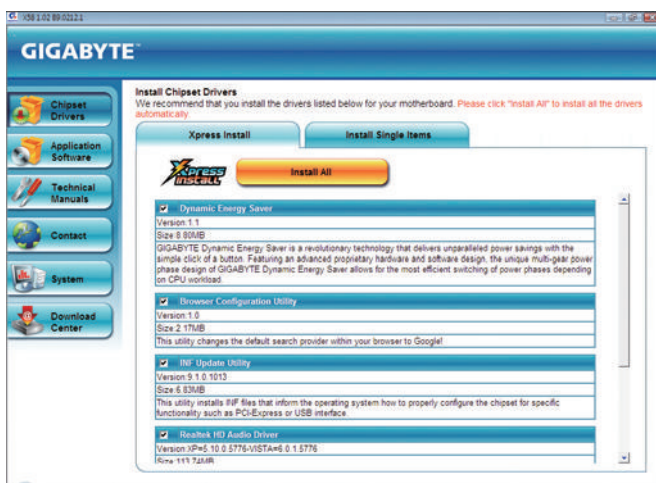 X58 1.02 B9.0212.1
GIGABYTE™
Chipset
Drivers
Application
Software
Technical
Manuals
Contact
System
Download
Center
Install Chipset Drivers
We recommend that you install the drivers listed below for your motherboard. Please click "Install All" to install all the drivers
automatically.
Xpress Install
Install Single Items
Xpress
INSTALL
Install All
Dynamic Energy Saver
Version:1.1
Size:8.80MB
GIGABYTE Dynamic Energy Saver is a revolutionary technology that delivers unparalleled power savings with the
simple click of a button. Featuring an advanced proprietary hardware and software design, the unique multi-gear power
phase design of GIGABYTE Dynamic Energy Saver allows for the most efficient switching of power phases depending
on CPU workload.
Browser Configuration Utility
Version:1.0
Size:2.17MB
This utility changes the default search provider within your browser to Google!
INF Update Utility
Version:9.1.0.1013
Size:6.83MB
This utility installs INF files that inform the operating system how to properly configure the chipset for specific
functionality such as PCI-Express or USB interface.
Realtek HD Audio Driver
Version:XP=5.10.0.5776-VISTA=6.0.1.5776
Size:113.74MB